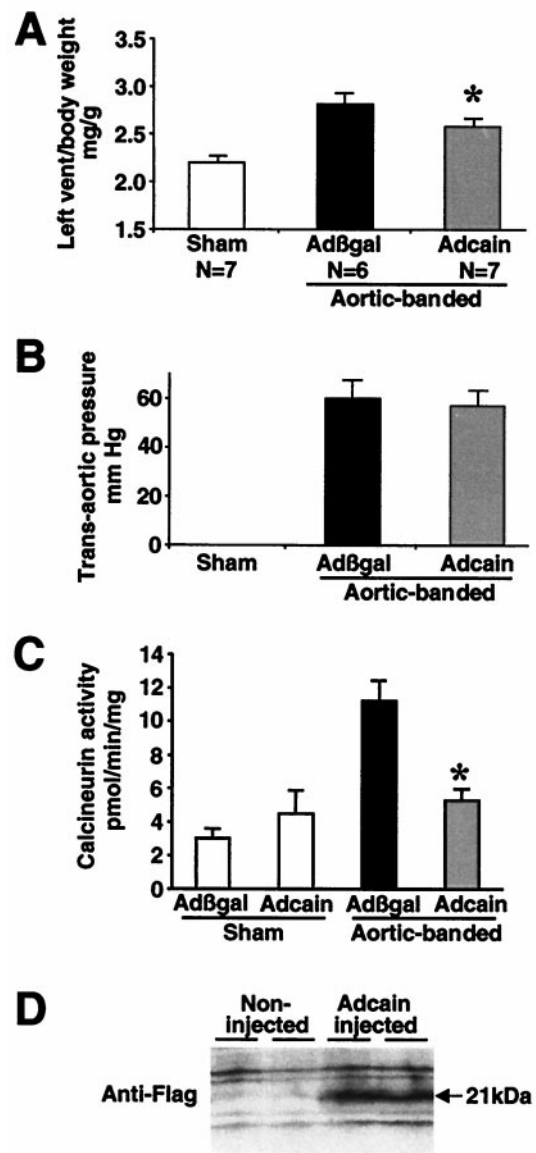 A
Left vent/body weight
mg/g
3.5
3.0
2.5
2.0
1.5
*
Sham
N=7
Adβgal
N=6
Adcain
N=7
Aortic-banded
B
Trans-aortic pressure
mm Hg
60
40
20
0
Sham
Adβgal
Adcain
Aortic-banded
C
Calcineurin activity
pmol/min/mg
14
12
10
8
6
4
2
0
*
Adβgal
Adcain
Adβgal
Adcain
Sham
Aortic-banded
D
Non-
injected
Adcain
injected
Anti-Flag
21kDa